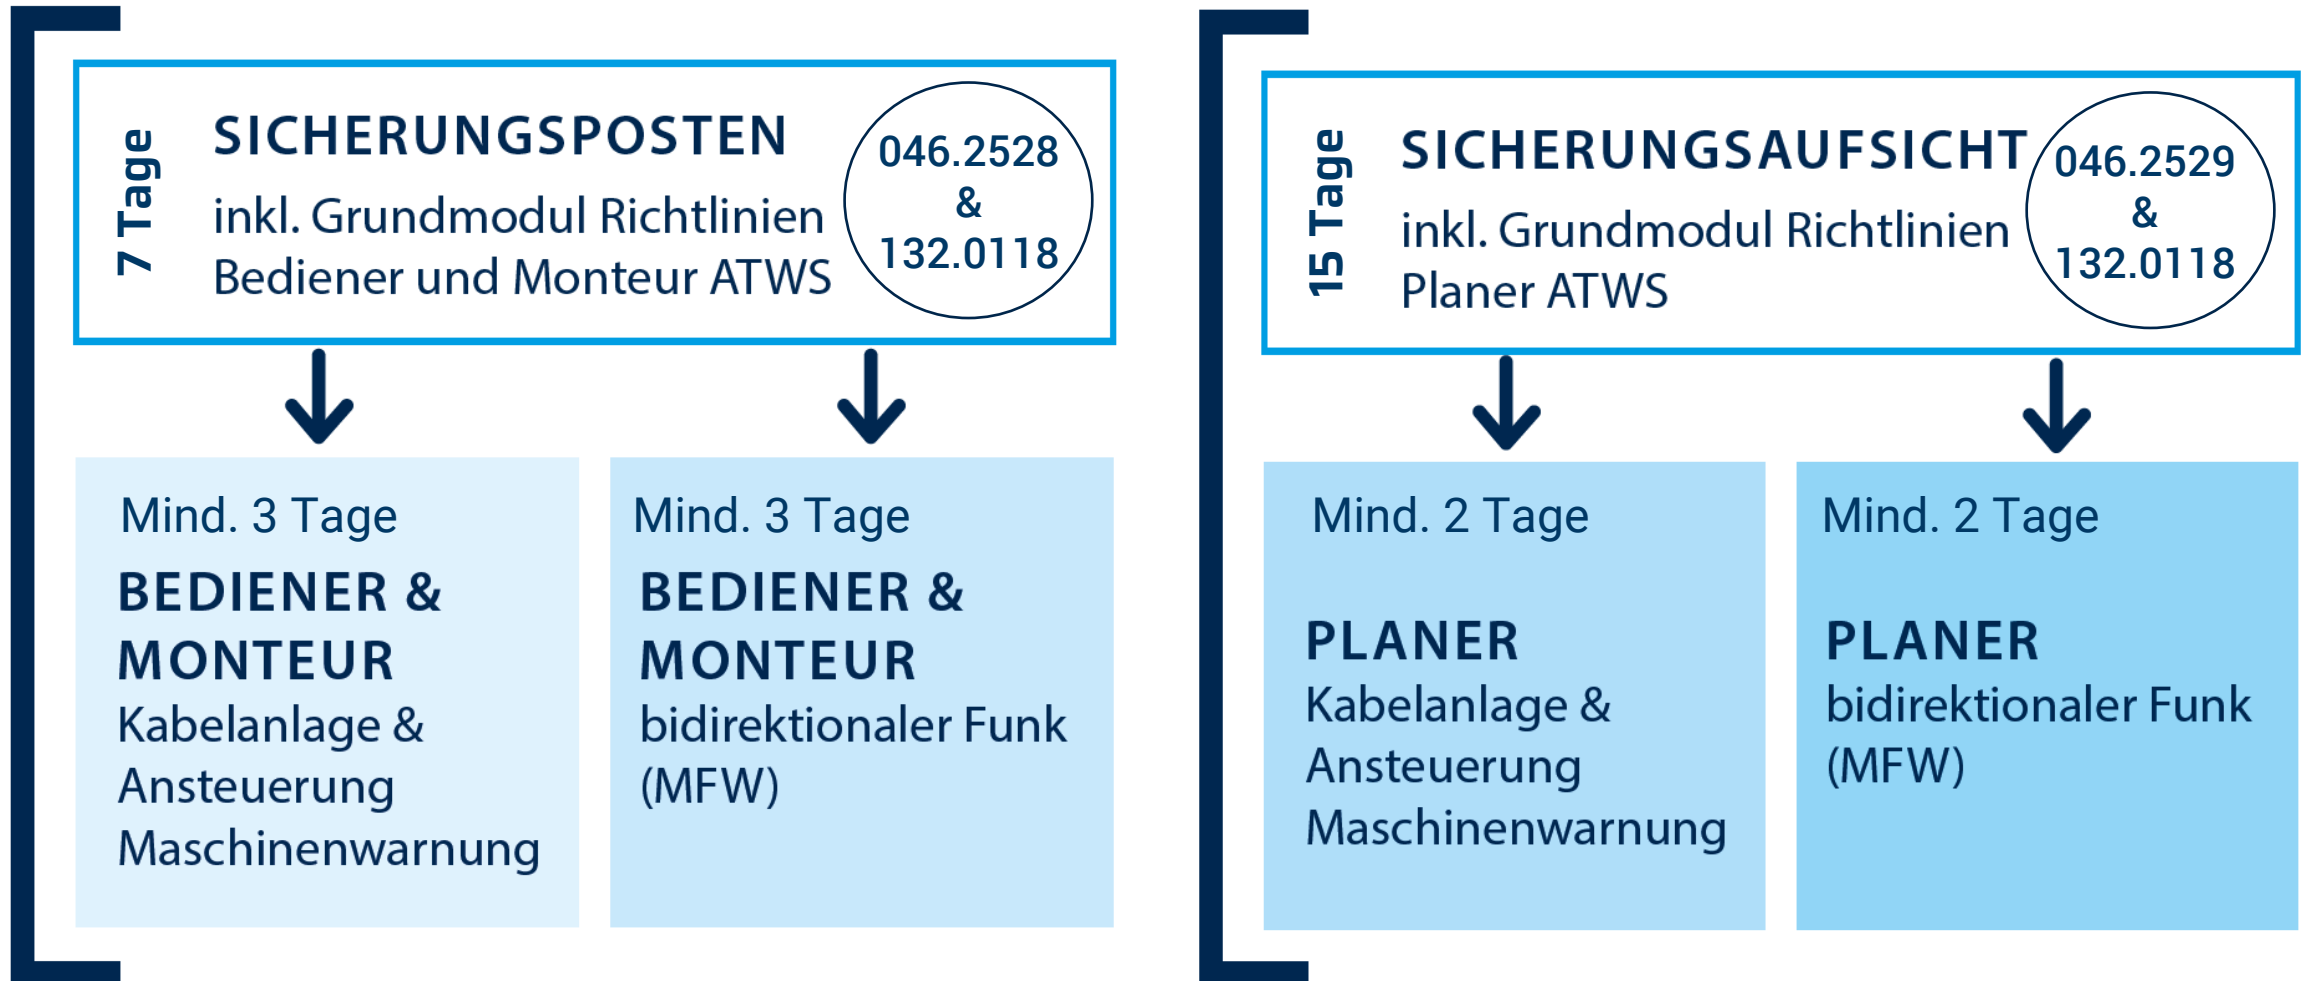 7 Tage
SICHERUNGSPOSTEN
inkl. Grundmodul Richtlinien
Bediener und Monteur ATWS
046.2528
&
132.0118
Mind. 3 Tage
BEDIENER &
MONTEUR
Kabelanlage &
Ansteuerung
Maschinenwarnung
Mind. 3 Tage
BEDIENER &
MONTEUR
bidirektionaler Funk
(MFW)
15 Tage
SICHERUNGSAUFSICHT
inkl. Grundmodul Richtlinien
Planer ATWS
046.2529
&
132.0118
Mind. 2 Tage
PLANER
Kabelanlage &
Ansteuerung
Maschinenwarnung
Mind. 2 Tage
PLANER
bidirektionaler Funk
(MFW)